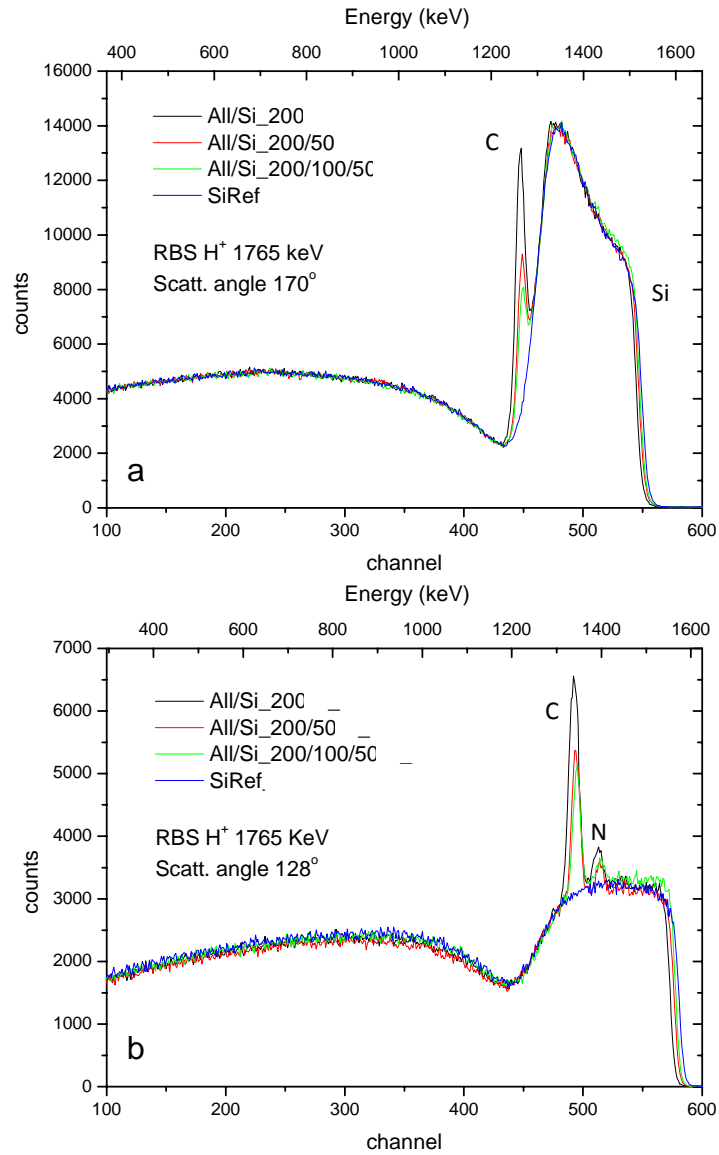 Energy (keV)
400 600 800 1000 1200 1400 1600
16000
14000
12000
10000
8000
6000
4000
2000
0
counts
All/Si_200
All/Si_200/50
All/Si_200/100/50
SiRef
RBS H⁺ 1765 keV
Scatt. angle 170°
C
Si
a
100 200 300 400 500 600
channel
Energy (keV)
400 600 800 1000 1200 1400 1600
7000
6000
5000
4000
3000
2000
1000
0
counts
All/Si_200 _
All/Si_200/50 _
All/Si_200/100/50 _
SiRef_
RBS H⁺ 1765 KeV
Scatt. angle 128°
C
N
b
100 200 300 400 500 600
channel